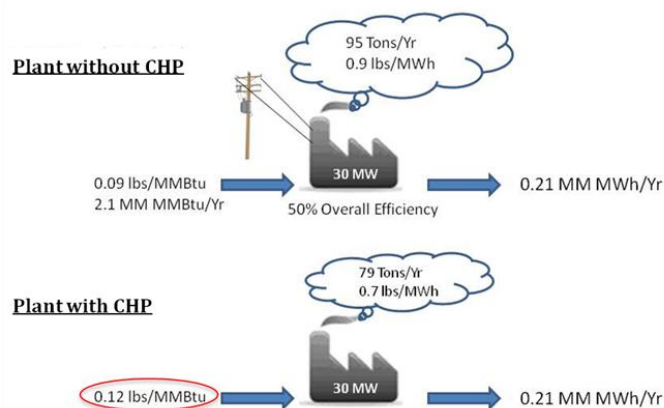 Plant without CHP
95 Tons/Yr
0.9 lbs/MWh
0.09 lbs/MMBtu
2.1 MM MMBtu/Yr
30 MW
50% Overall Efficiency
0.21 MM MWh/Yr
Plant with CHP
79 Tons/Yr
0.7 lbs/MWh
0.12 lbs/MMBtu
30 MW
0.21 MM MWh/Yr